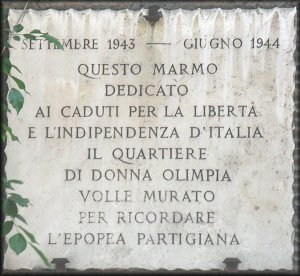 SETTEMBRE 1943 — GIUGNO 1944
QUESTO MARMO
DEDICATO
AI CADUTI PER LA LIBERTÀ
E L'INDIPENDENZA D'ITALIA
IL QUARTIERE
DI DONNA OLIMPIA
VOLLE MURATO
PER RICORDARE
L'EPOPEA PARTIGIANA